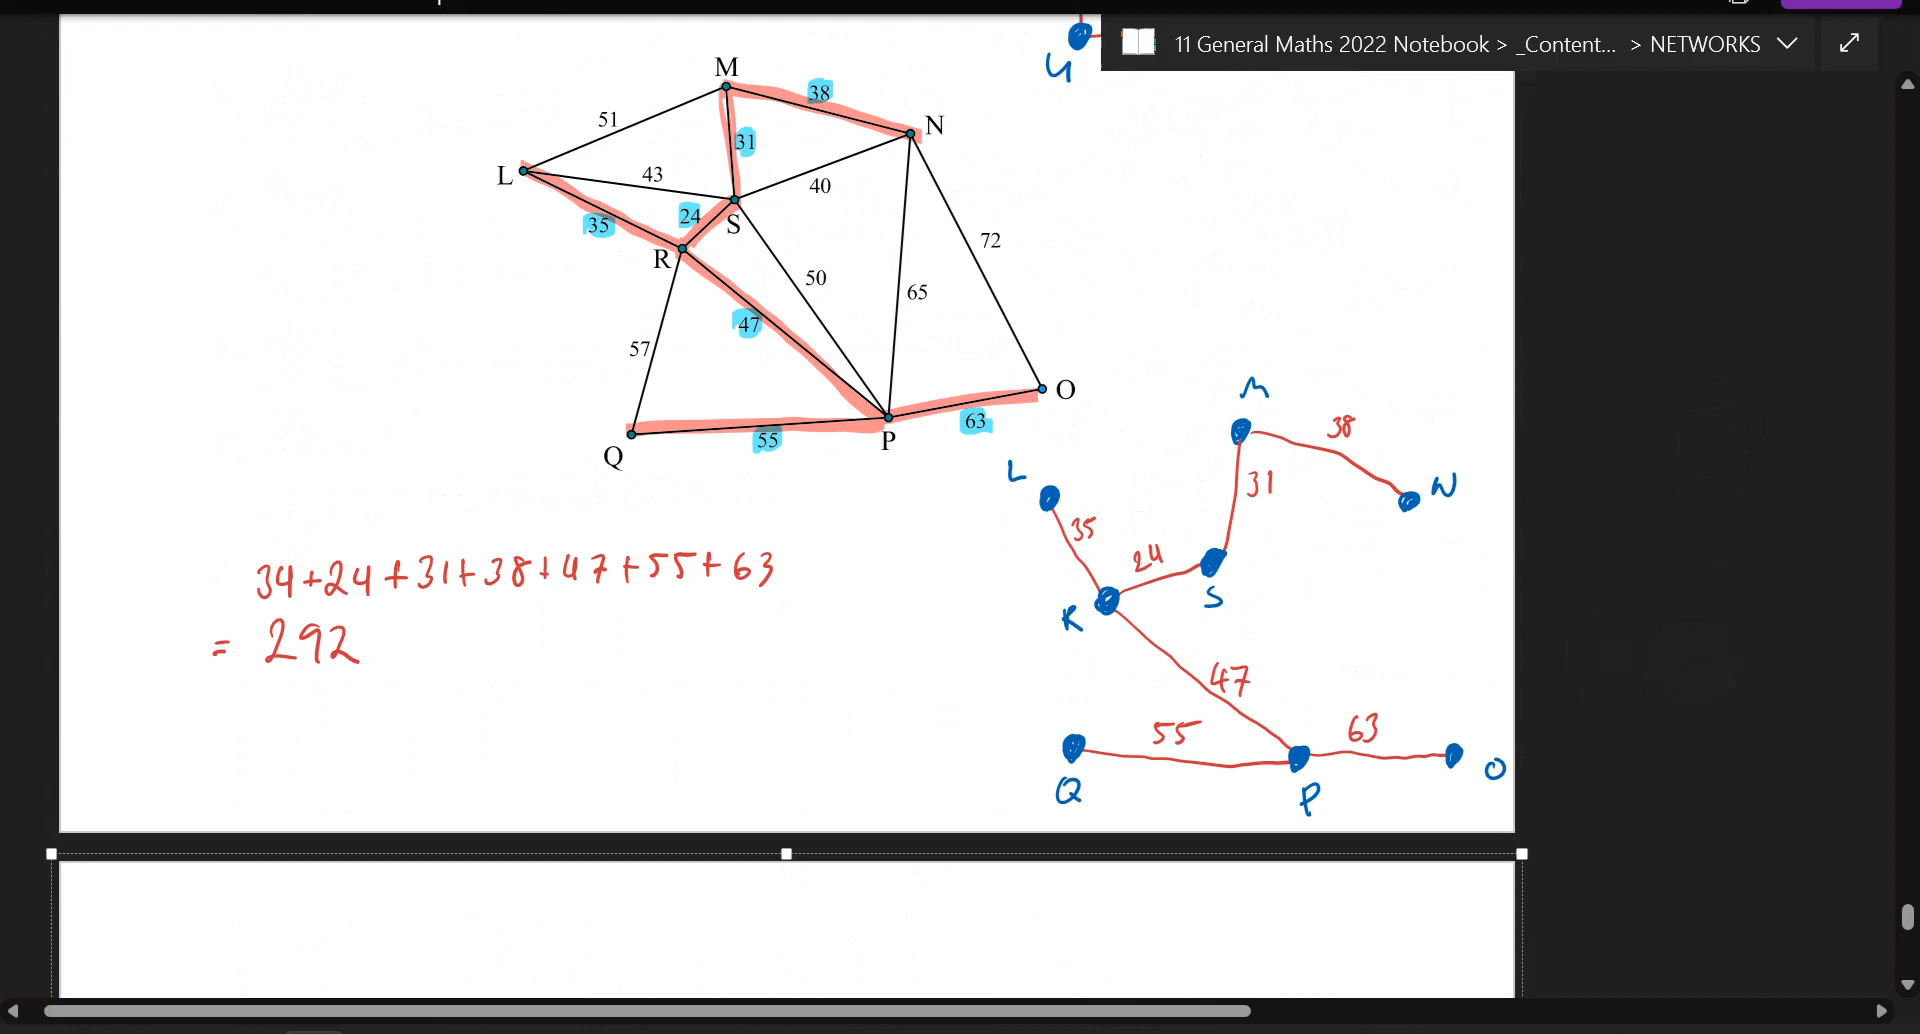 11 General Maths 2022 Notebook > _Content... > NETWORKS
G
M
38
N
51
31
L
43
40
35
24
S
R
72
50
65
47
57
O
63
55
P
Q
M
38
L
31
N
35
24
S
K
34+24+31+38+47+55+63
= 292
47
55
63
Q
P
O